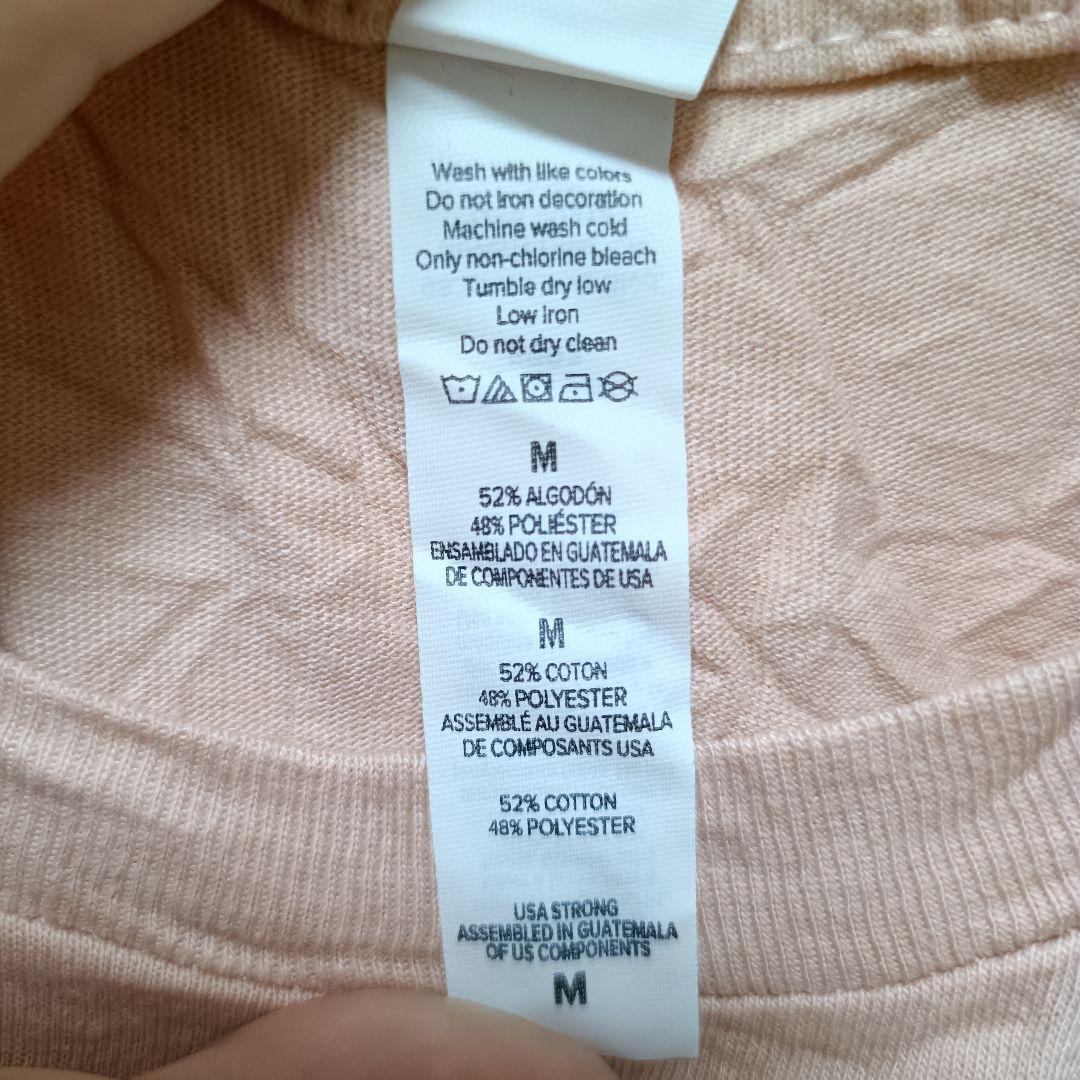 Wash with like colors
Do not iron decoration
Machine wash cold
Only non-chlorine bleach
Tumble dry low
Low iron
Do not dry clean
M
52% ALGODÓN
48% POLIÉSTER
ENSAMBLADO EN GUATEMALA
DE COMPONENTES DE USA
M
52% COTON
48% POLYESTER
ASSEMBLÉ AU GUATEMALA
DE COMPOSANTS USA
52% COTTON
48% POLYESTER
USA STRONG
ASSEMBLED IN GUATEMALA
OF US COMPONENTS
M